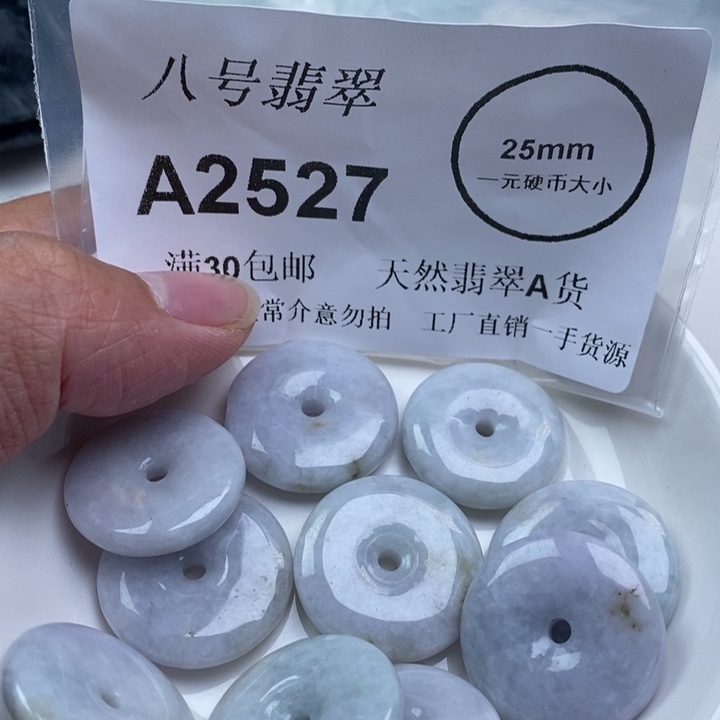 八号翡翠
A2527
25mm
一元硬币大小
满30包邮 天然翡翠A货
常介意勿拍 工厂直销一手货源